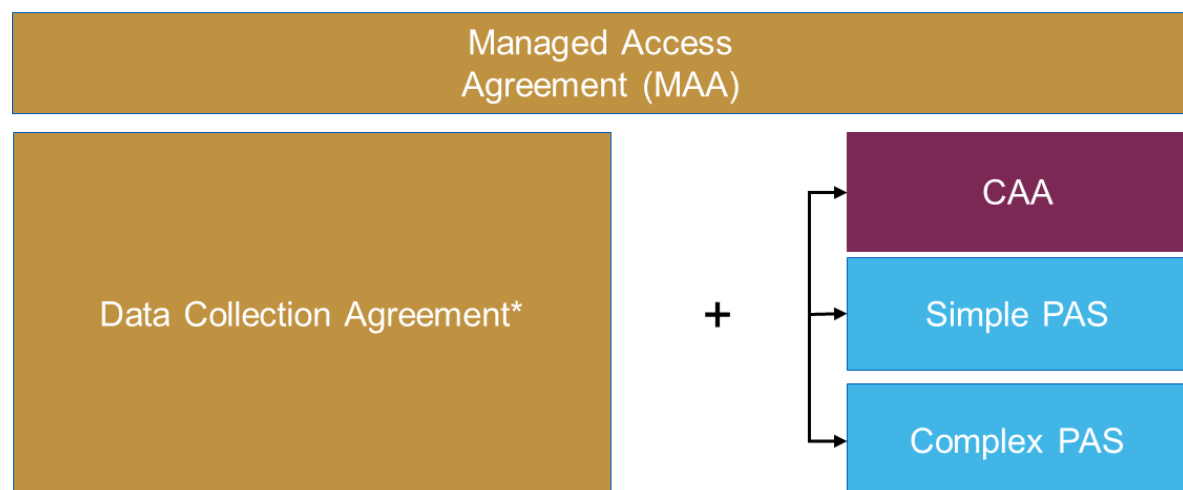 Managed Access
Agreement (MAA)
Data Collection Agreement*
+
CAA
Simple PAS
Complex PAS